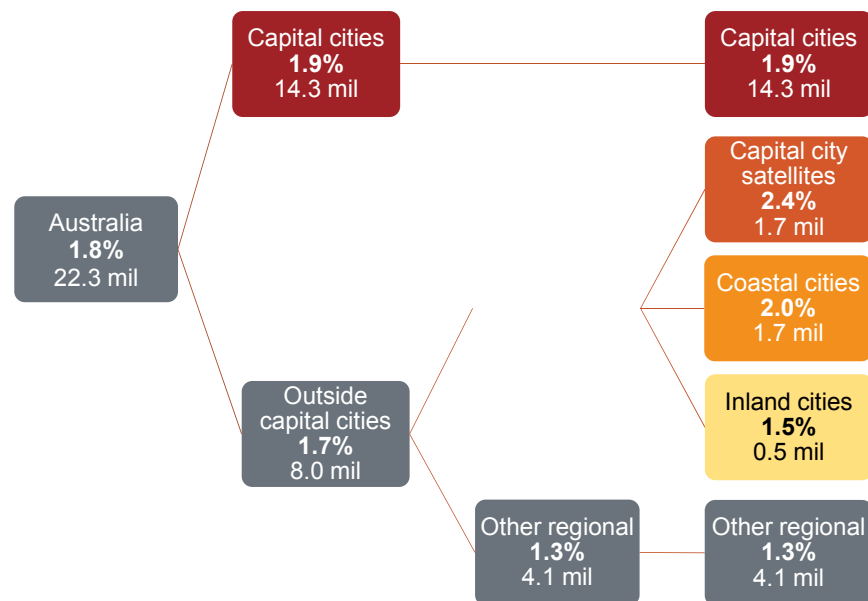 Capital cities
1.9%
14.3 mil
Capital cities
1.9%
14.3 mil
Capital city
satellites
2.4%
1.7 mil
Australia
1.8%
22.3 mil
Coastal cities
2.0%
1.7 mil
Outside
capital cities
1.7%
8.0 mil
Inland cities
1.5%
0.5 mil
Other regional
1.3%
4.1 mil
Other regional
1.3%
4.1 mil